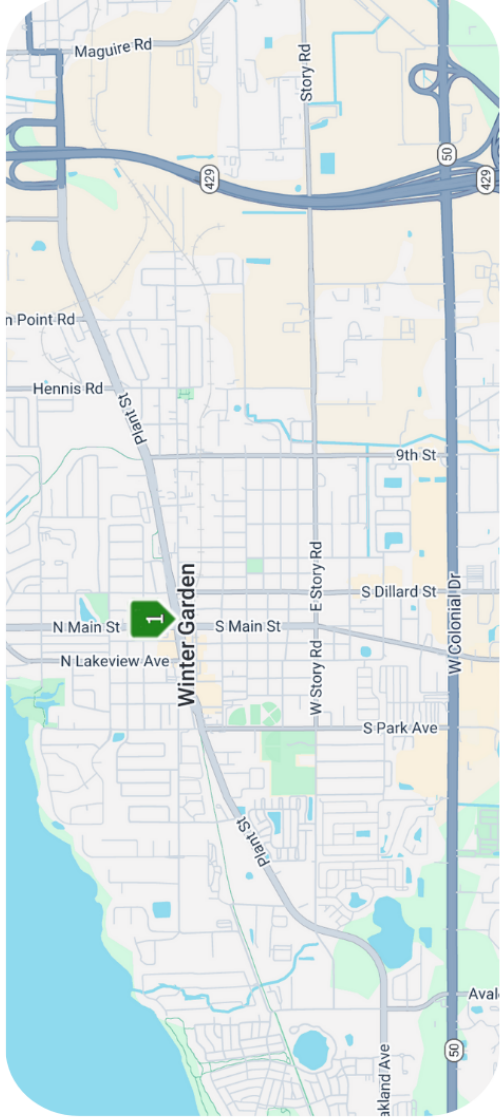 Maguire Rd
Story Rd
50
429
429
n Point Rd
Hennis Rd
Plant St
9th St
E Story Rd
S Dillard St
1
Winter Garden
N Main St
S Main St
N Lakeview Ave
W Story Rd
W Colonial Dr
S Park Ave
Plant St
Aval
50
akland Ave